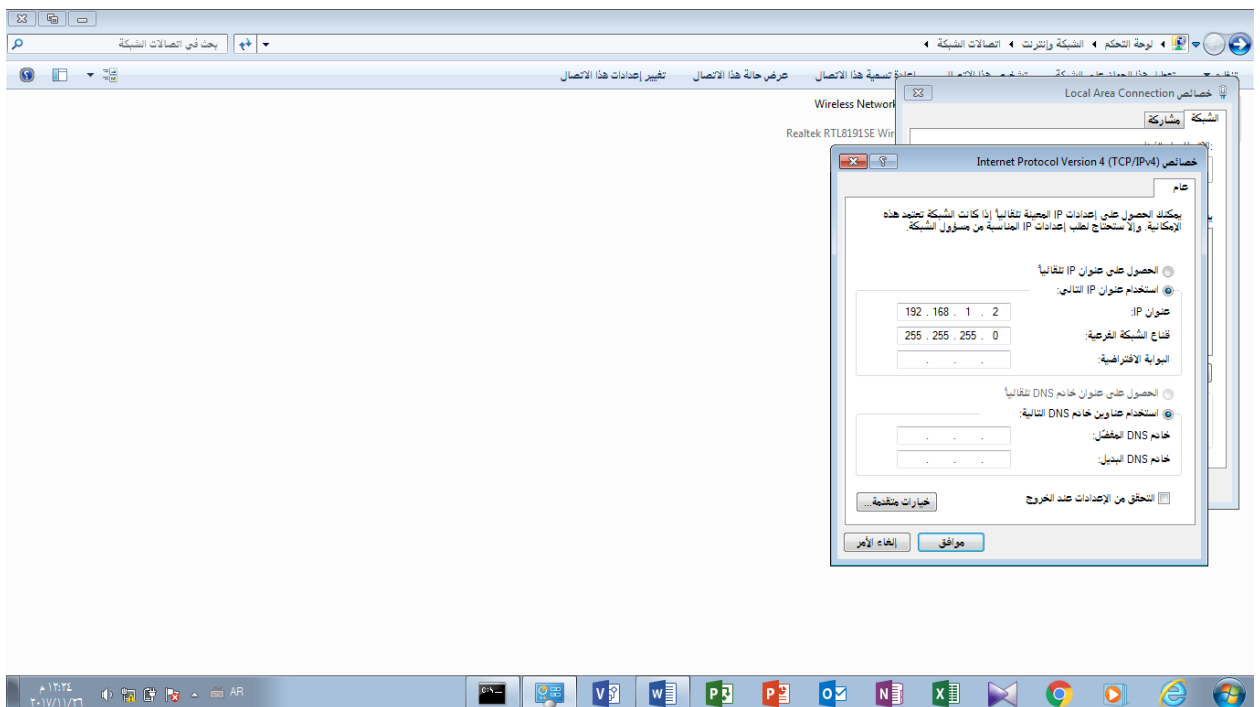 لوحة التحكم
الشبكة وإنترنت
اتصالات الشبكة
بحث في اتصالات الشبكة
تسمية هذا الاتصال
عرض حالة هذا الاتصال
تغيير إعدادات هذا الاتصال
خصائص Local Area Connection
الشبكة
مشاركة
Wireless Network
Realtek RTL8191SE Wir
خصائص Internet Protocol Version 4 (TCP/IPv4)
عام
يمكنك الحصول على إعدادات IP المعينة تلقائياً إذا كانت الشبكة تعتمد هذه
الإمكانية. وإلا ستحتاج لطلب إعدادات IP المناسبة من مسؤول الشبكة.
الحصول على عنوان IP تلقائياً
استخدام عنوان IP التالي:
عنوان IP:
192 . 168 . 1 . 2
قناع الشبكة الفرعية:
255 . 255 . 255 . 0
البوابة الافتراضية:
الحصول على عنوان خادم DNS تلقائياً
استخدام عناوين خادم DNS التالية:
خادم DNS المفضّل:
خادم DNS البديل:
التحقق من الإعدادات عند الخروج
خيارات متقدمة...
موافق
إلغاء الأمر
AR
١٢:٢٤ م
٢٠١٧/١١/٢٦